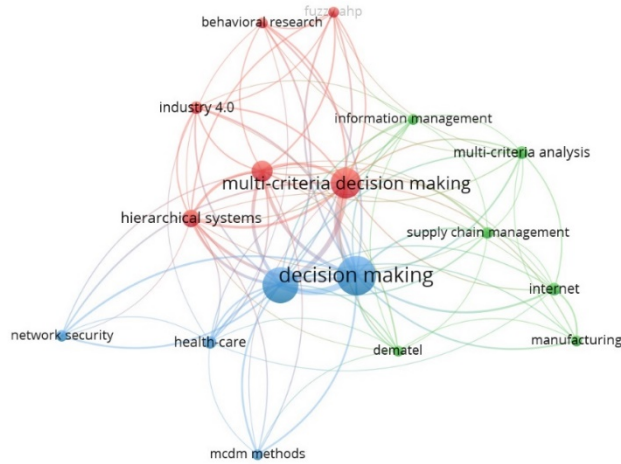 fuzzy ahp
behavioral research
industry 4.0
information management
multi-criteria analysis
multi-criteria decision making
hierarchical systems
supply chain management
decision making
internet
network security
health-care
dematel
manufacturing
mcdm methods